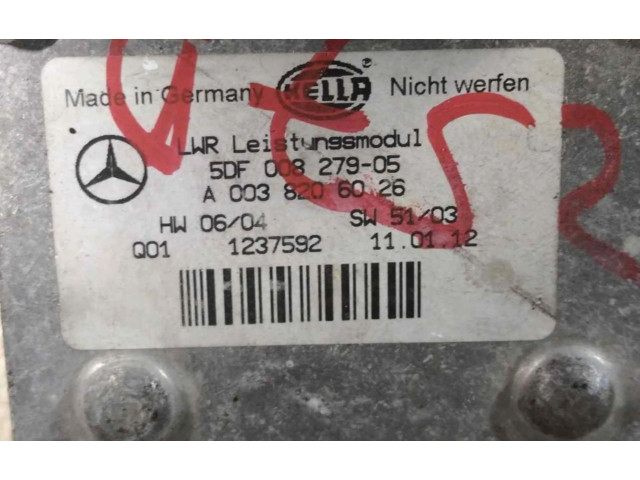 Made in Germany HELLA ® Nicht werfen
LWR Leistungsmodul
5DF 008 279-05
A 003 820 60 26
HW 06/04 SW 51/03
Q01 1237592 11.01.12